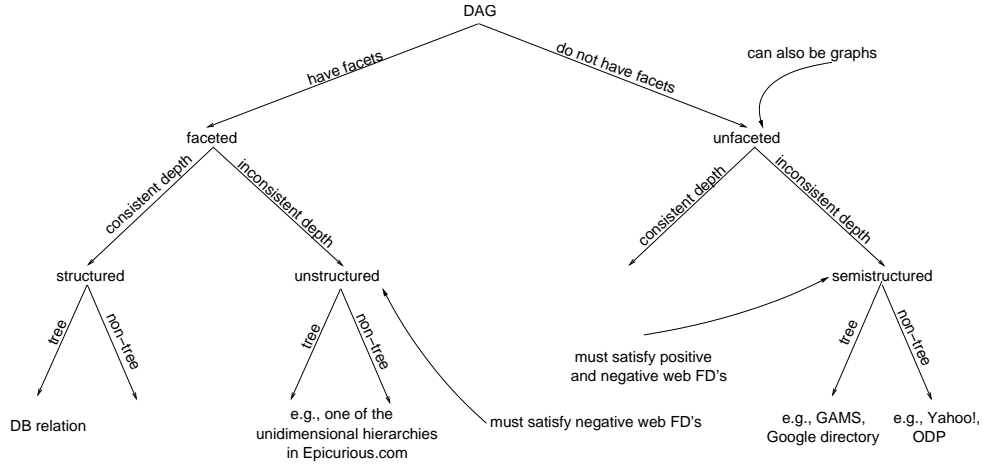 DAG
have facets
do not have facets
can also be graphs
faceted
unfaceted
consistent depth
inconsistent depth
consistent depth
inconsistent depth
structured
unstructured
semistructured
tree
non-tree
tree
non-tree
tree
non-tree
must satisfy positive
and negative web FD's
DB relation
e.g., one of the
unidimensional hierarchies
in Epicurious.com
must satisfy negative web FD's
e.g., GAMS,
Google directory
e.g., Yahoo!,
ODP